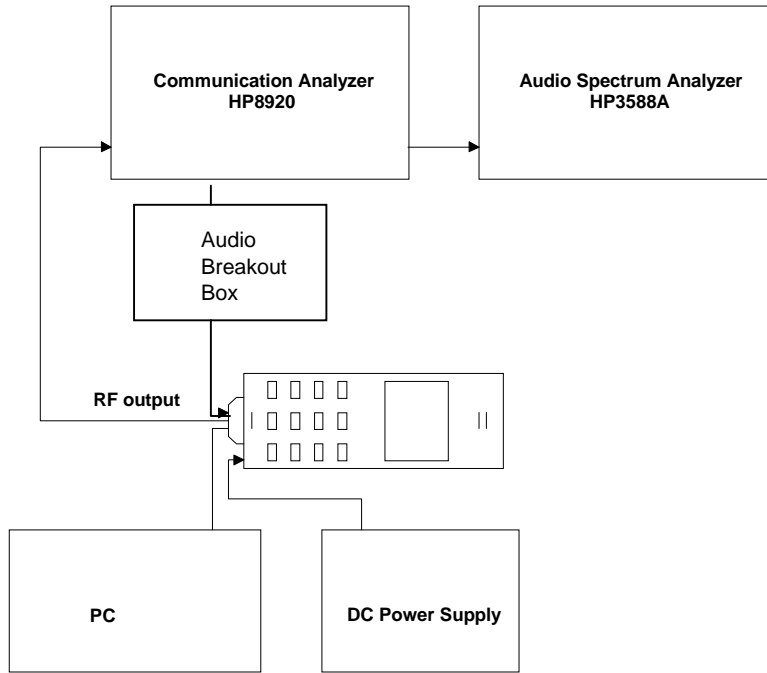 Communication Analyzer
HP8920
Audio Spectrum Analyzer
HP3588A
Audio
Breakout
Box
RF output
PC
DC Power Supply